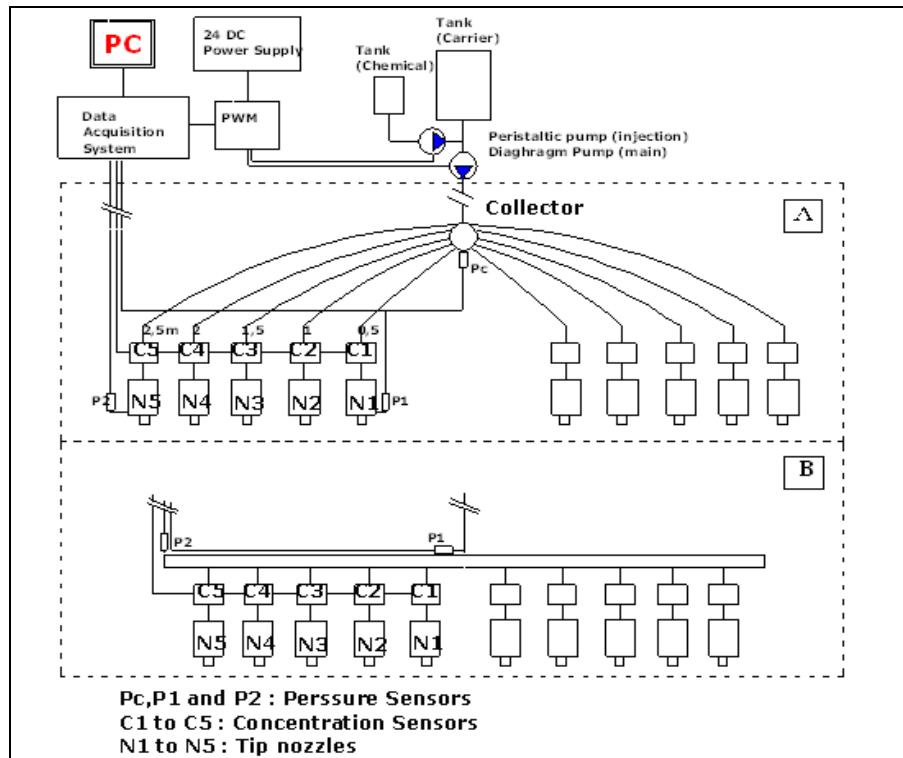 PC
24 DC
Power Supply
Tank
(Carrier)
Tank
(Chemical)
Data
Acquisition
System
PWM
Peristaltic pump (injection)
Diaghragm Pump (main)
Collector
A
Pc
2,5m 2 1,5 1 0,5
C5 C4 C3 C2 C1
P2 N5 N4 N3 N2 N1 P1
B
P2 P1
C5 C4 C3 C2 C1
N5 N4 N3 N2 N1
Pc,P1 and P2 : Perssure Sensors
C1 to C5 : Concentration Sensors
N1 to N5 : Tip nozzles